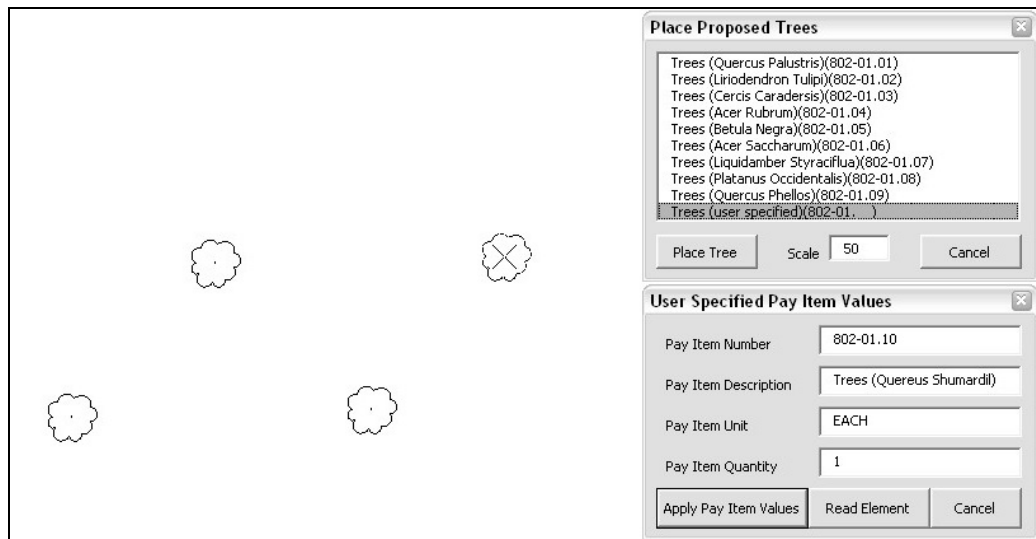 Place Proposed Trees
Trees (Quercus Palustris)(802-01.01)
Trees (Liriodendron Tulipi)(802-01.02)
Trees (Cercis Caradersis)(802-01.03)
Trees (Acer Rubrum)(802-01.04)
Trees (Betula Negra)(802-01.05)
Trees (Acer Saccharum)(802-01.06)
Trees (Liquidamber Styraciflua)(802-01.07)
Trees (Platanus Occidentalis)(802-01.08)
Trees (Quercus Phellos)(802-01.09)
Trees (user specified)(802-01. )
Place Tree Scale 50 Cancel
User Specified Pay Item Values
Pay Item Number 802-01.10
Pay Item Description Trees (Quereus Shumardil)
Pay Item Unit EACH
Pay Item Quantity 1
Apply Pay Item Values Read Element Cancel